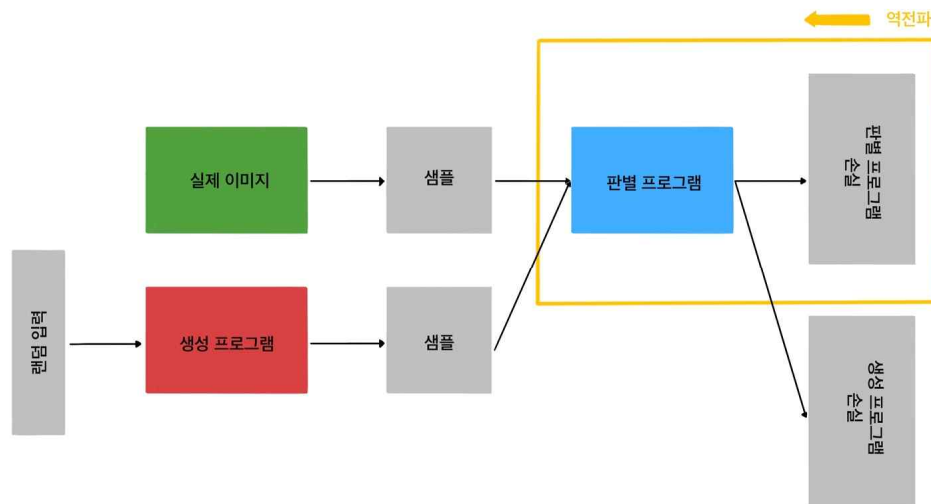 역전파
실제 이미지
샘플
판별 프로그램
판별 프로그램
손실
랜덤 입력
생성 프로그램
샘플
생성 프로그램
손실